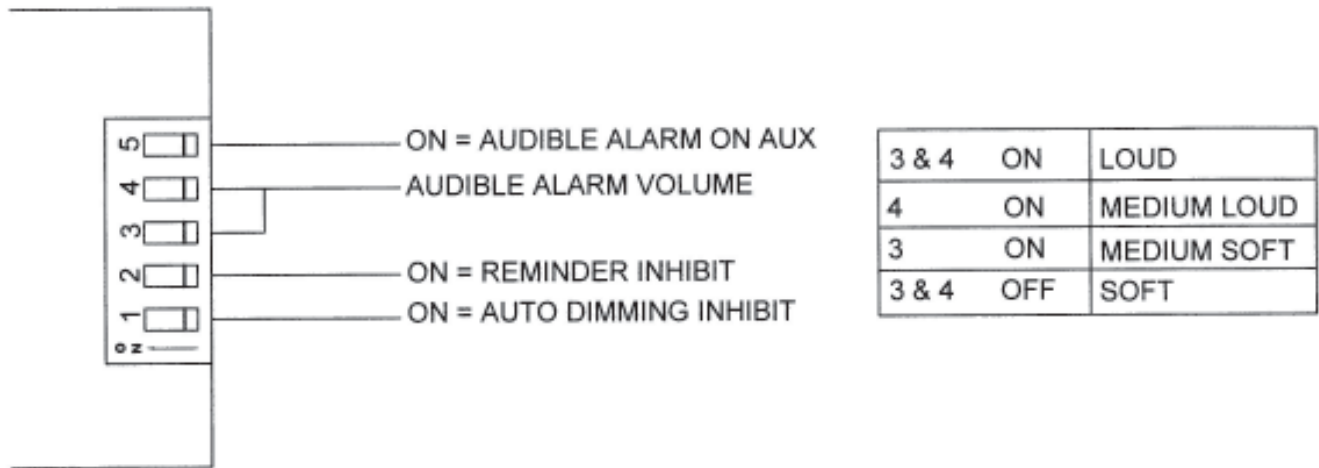 5 ON = AUDIBLE ALARM ON AUX
4 AUDIBLE ALARM VOLUME
3
2 ON = REMINDER INHIBIT
1 ON = AUTO DIMMING INHIBIT
ON
3 & 4 ON LOUD
4 ON MEDIUM LOUD
3 ON MEDIUM SOFT
3 & 4 OFF SOFT